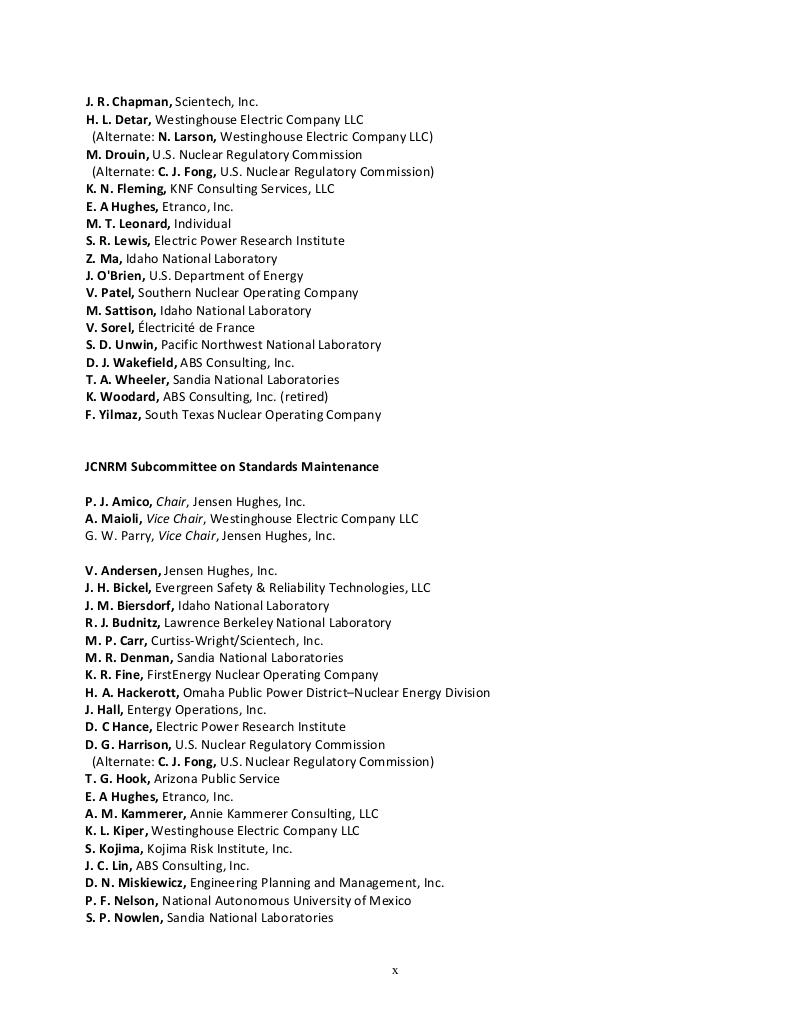 J. R. Chapman, Scientech, Inc.
H. L. Detar, Westinghouse Electric Company LLC
(Alternate: N. Larson, Westinghouse Electric Company LLC)
M. Drouin, U.S. Nuclear Regulatory Commission
(Alternate: C. J. Fong, U.S. Nuclear Regulatory Commission)
K. N. Fleming, KNF Consulting Services, LLC
E. A Hughes, Etranco, Inc.
M. T. Leonard, Individual
S. R. Lewis, Electric Power Research Institute
Z. Ma, Idaho National Laboratory
J. O'Brien, U.S. Department of Energy
V. Patel, Southern Nuclear Operating Company
M. Sattison, Idaho National Laboratory
V. Sorel, Électricité de France
S. D. Unwin, Pacific Northwest National Laboratory
D. J. Wakefield, ABS Consulting, Inc.
T. A. Wheeler, Sandia National Laboratories
K. Woodard, ABS Consulting, Inc. (retired)
F. Yilmaz, South Texas Nuclear Operating Company
JCNRM Subcommittee on Standards Maintenance
P. J. Amico, Chair, Jensen Hughes, Inc.
A. Maioli, Vice Chair, Westinghouse Electric Company LLC
G. W. Parry, Vice Chair, Jensen Hughes, Inc.
V. Andersen, Jensen Hughes, Inc.
J. H. Bickel, Evergreen Safety & Reliability Technologies, LLC
J. M. Biersdorf, Idaho National Laboratory
R. J. Budnitz, Lawrence Berkeley National Laboratory
M. P. Carr, Curtiss-Wright/Scientech, Inc.
M. R. Denman, Sandia National Laboratories
K. R. Fine, FirstEnergy Nuclear Operating Company
H. A. Hackerott, Omaha Public Power District–Nuclear Energy Division
J. Hall, Entergy Operations, Inc.
D. C Hance, Electric Power Research Institute
D. G. Harrison, U.S. Nuclear Regulatory Commission
(Alternate: C. J. Fong, U.S. Nuclear Regulatory Commission)
T. G. Hook, Arizona Public Service
E. A Hughes, Etranco, Inc.
A. M. Kammerer, Annie Kammerer Consulting, LLC
K. L. Kiper, Westinghouse Electric Company LLC
S. Kojima, Kojima Risk Institute, Inc.
J. C. Lin, ABS Consulting, Inc.
D. N. Miskiewicz, Engineering Planning and Management, Inc.
P. F. Nelson, National Autonomous University of Mexico
S. P. Nowlen, Sandia National Laboratories
x